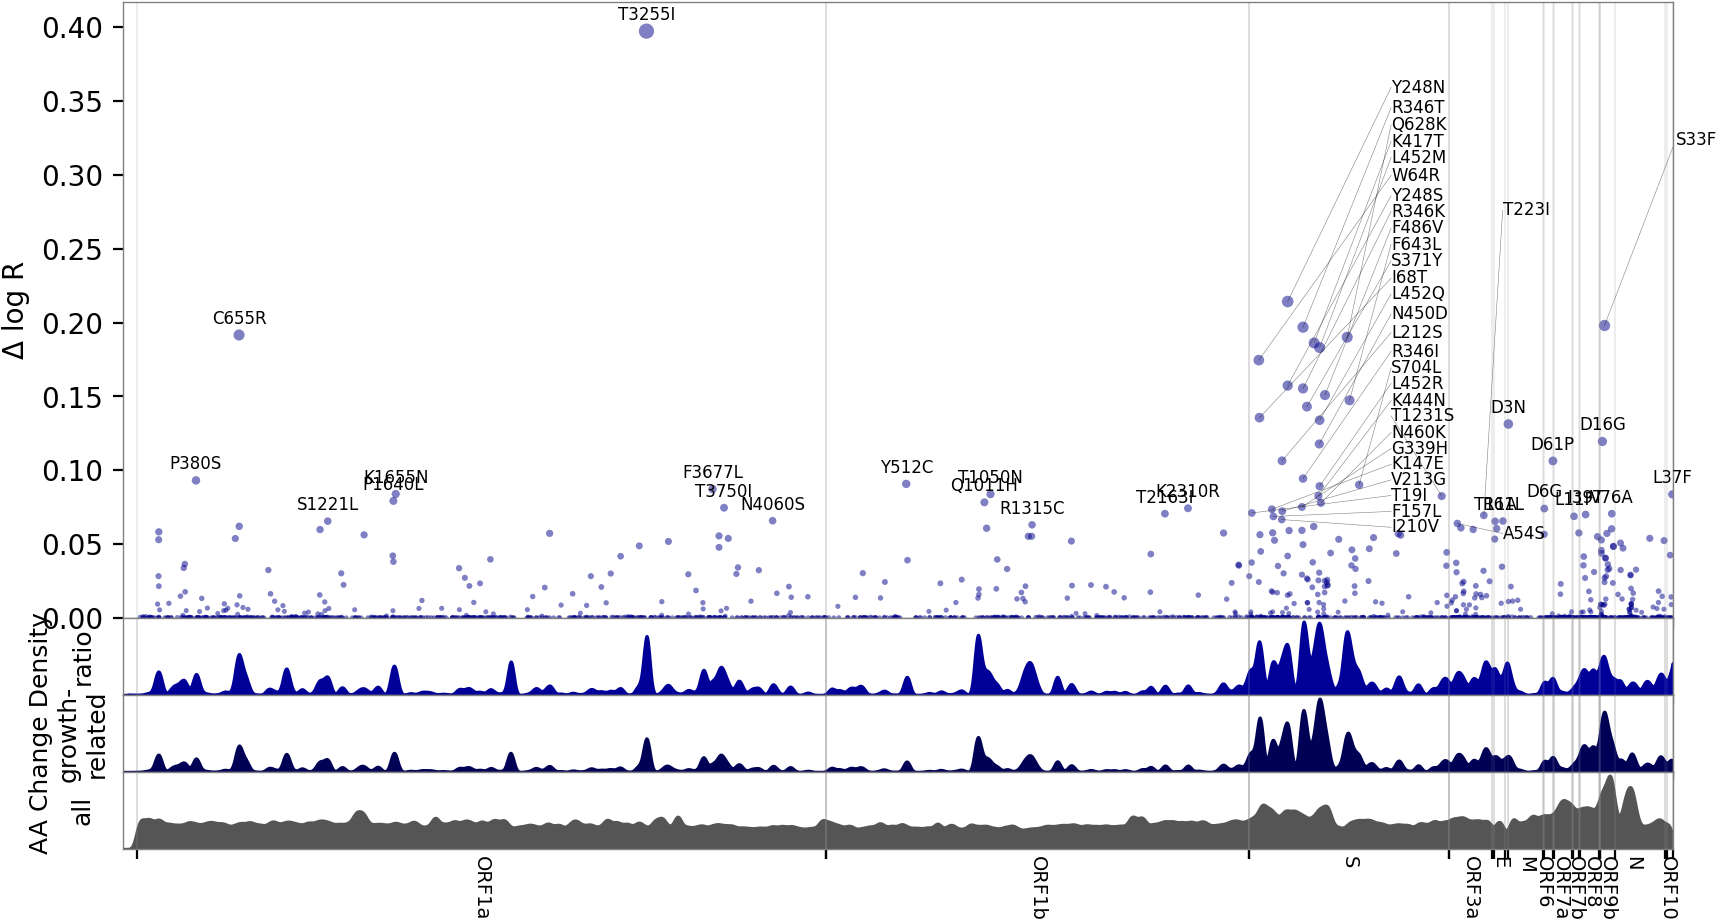 Δ log R
0.40
0.35
0.30
0.25
0.20
0.15
0.10
0.05
0.00
T3255I
C655R
P380S
S1221L
K1655N
P1640L
F3677L
T3750I
N4060S
Y512C
T1050N
Q1011H
R1315C
K2310R
T2163I
Y248N
R346T
Q628K
K417T
L452M
W64R
Y248S
R346K
F486V
F643L
S371Y
I68T
L452Q
N450D
L212S
R346I
S704L
L452R
K444N
T1231S
N460K
G339H
K147E
V213G
T19I
F157L
I210V
S33F
T223I
D3N
D16G
D61P
L37F
D6G
A54S
AA Change Density
ratio
growth-
related
all
ORF1a
ORF1b
S
ORF3a
E
M
ORF6
ORF7a
ORF7b
ORF8
ORF9b
N
ORF10